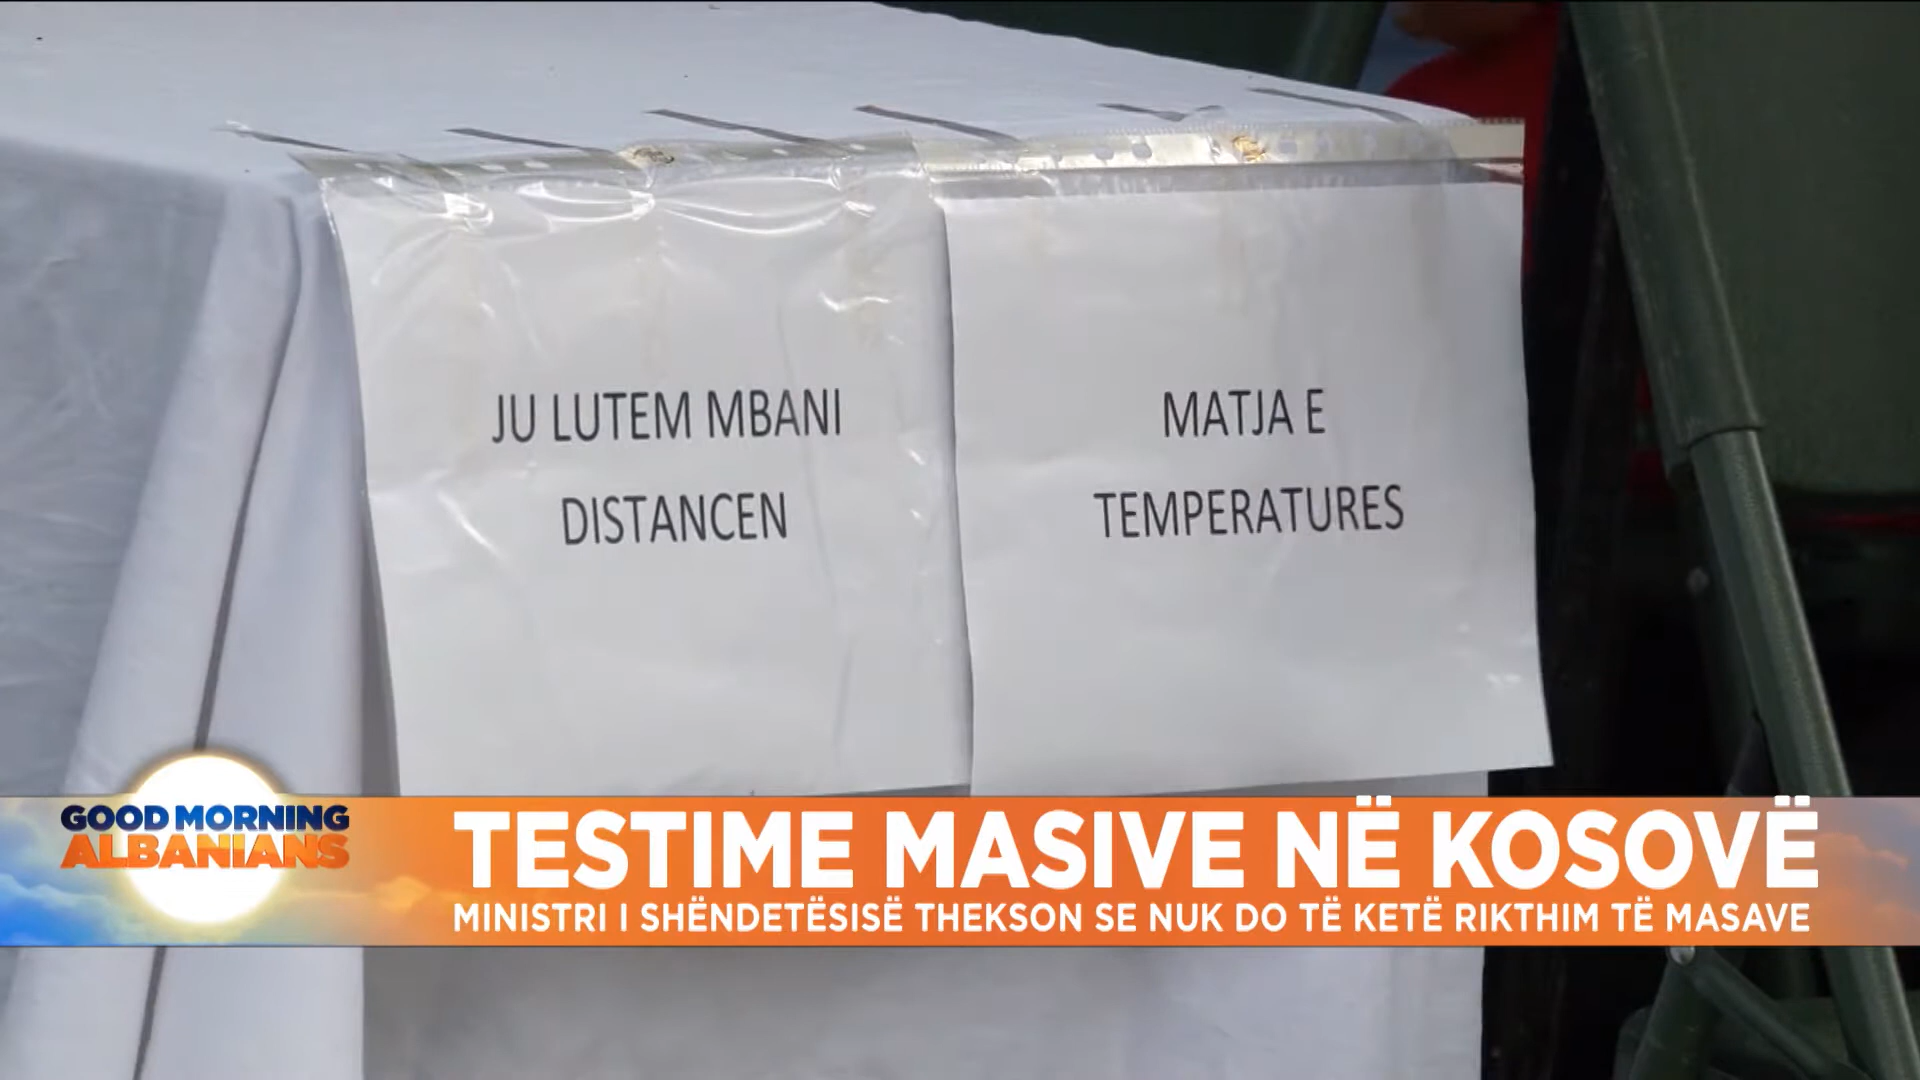 JU LUTEM MBANI
DISTANCEN
MATJA E
TEMPERATURES
GOOD MORNING
ALBANIANS
TESTIME MASIVE NË KOSOVË
MINISTRI I SHËNDETËSISË THEKSON SE NUK DO TË KETË RIKTHIM TË MASAVE